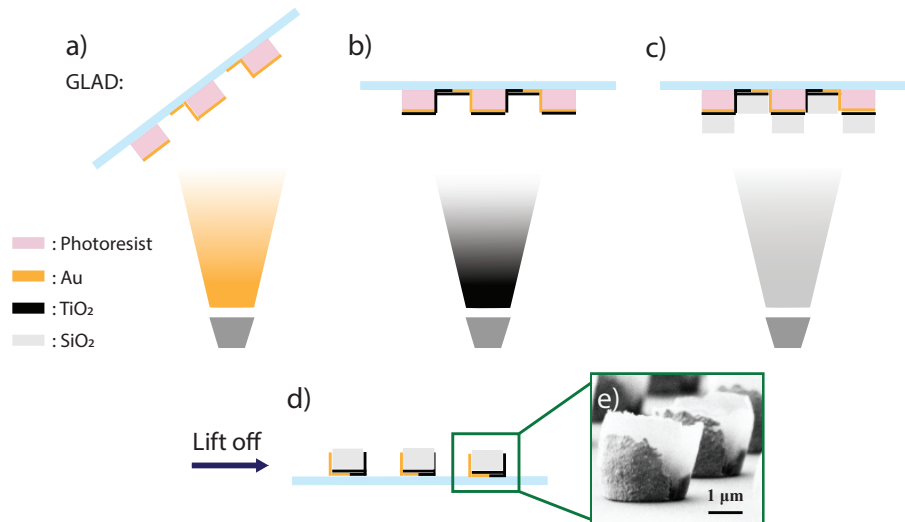 a)
b)
c)
GLAD:
: Photoresist
: Au
: TiO₂
: SiO₂
d)
e)
Lift off
1 μm